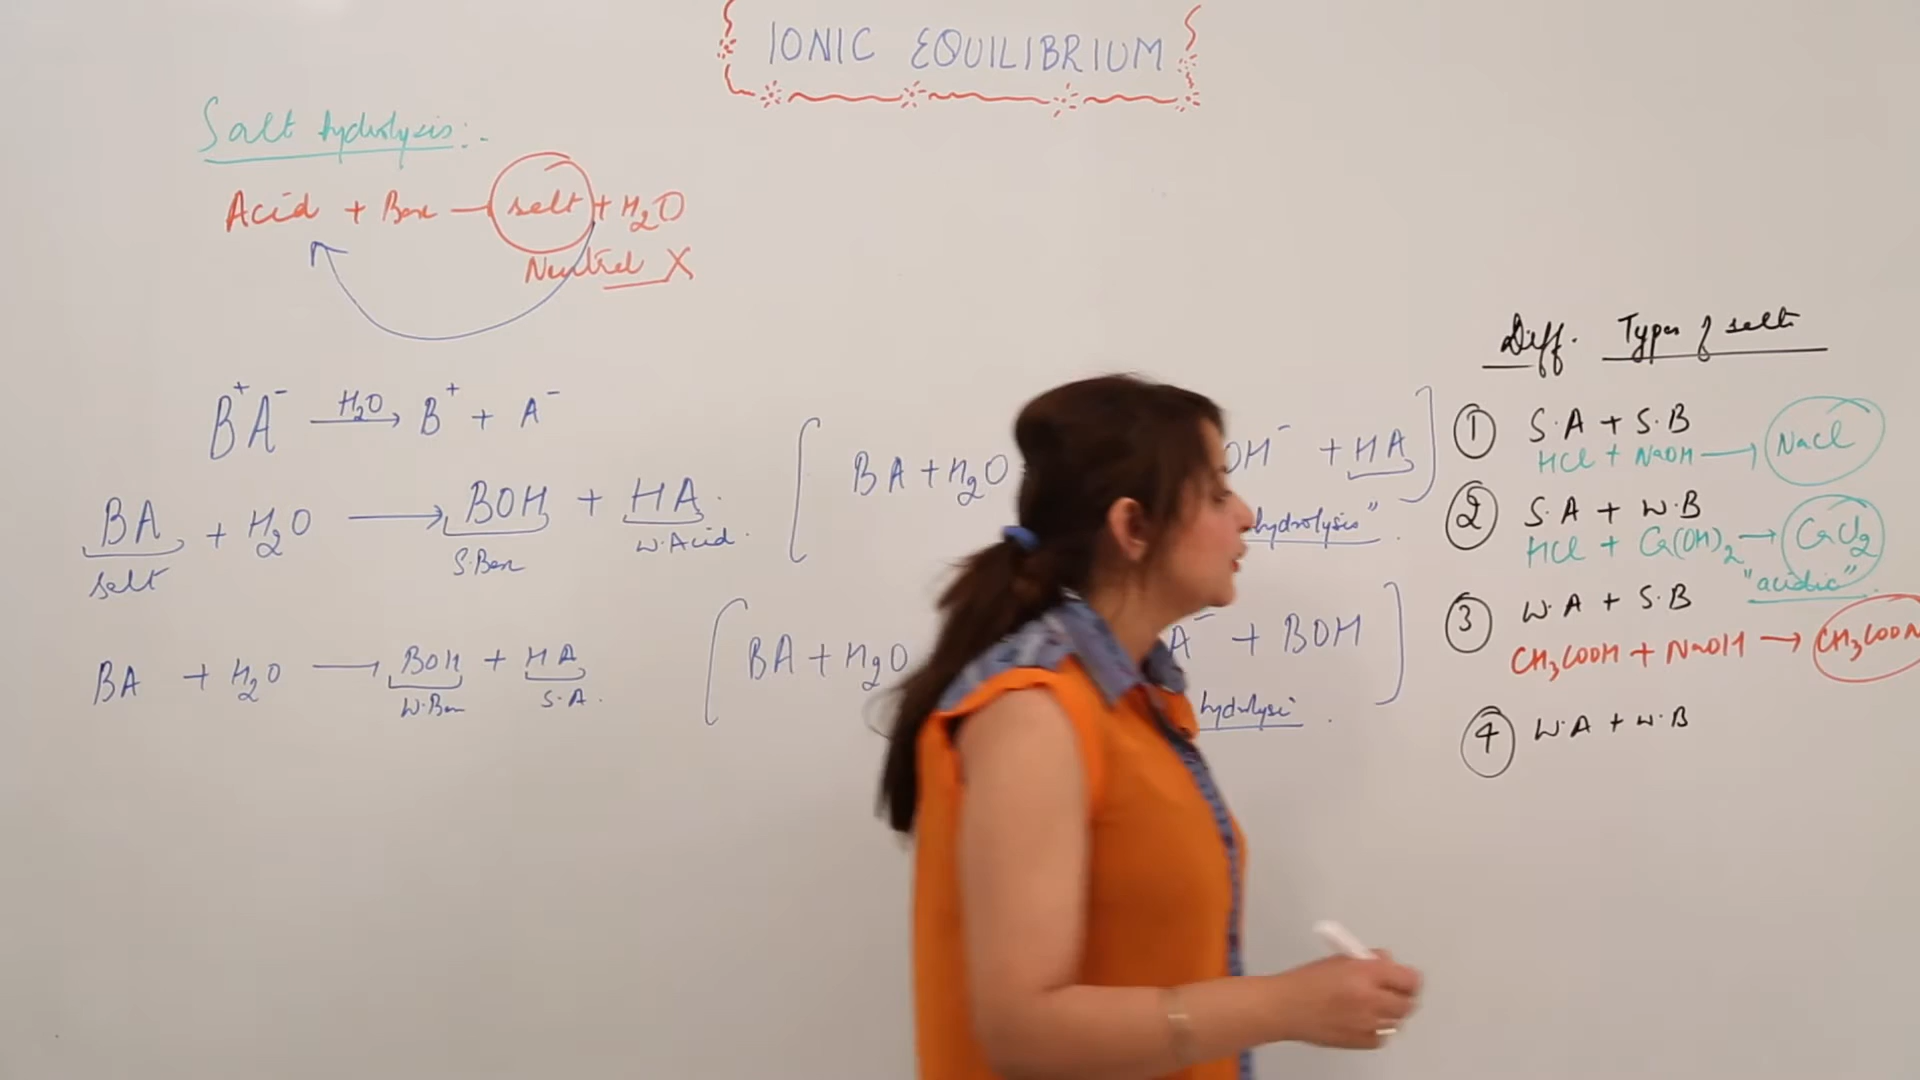 IONIC EQUILIBRIUM
Salt hydrolysis:-
Acid + Base — salt + H₂O
Neutral X
B⁺A⁻ —H₂O→ B⁺ + A⁻
BA + H₂O → BOH + HA.
salt S.Base W.Acid.
BA + H₂O → BOH + HA
W.Base S.A.
[ BA + H₂O OH⁻ + HA ]
hydrolysis" .
[ BA + H₂O A⁻ + BOH ]
hydrolysis .
Diff. Types of salts
① S.A + S.B
HCl + NaOH → NaCl
② S.A + W.B
HCl + Ca(OH)₂ → CaCl₂
"acidic".
③ W.A + S.B
CH₃COOH + NaOH → CH₃COON
④ W.A + W.B